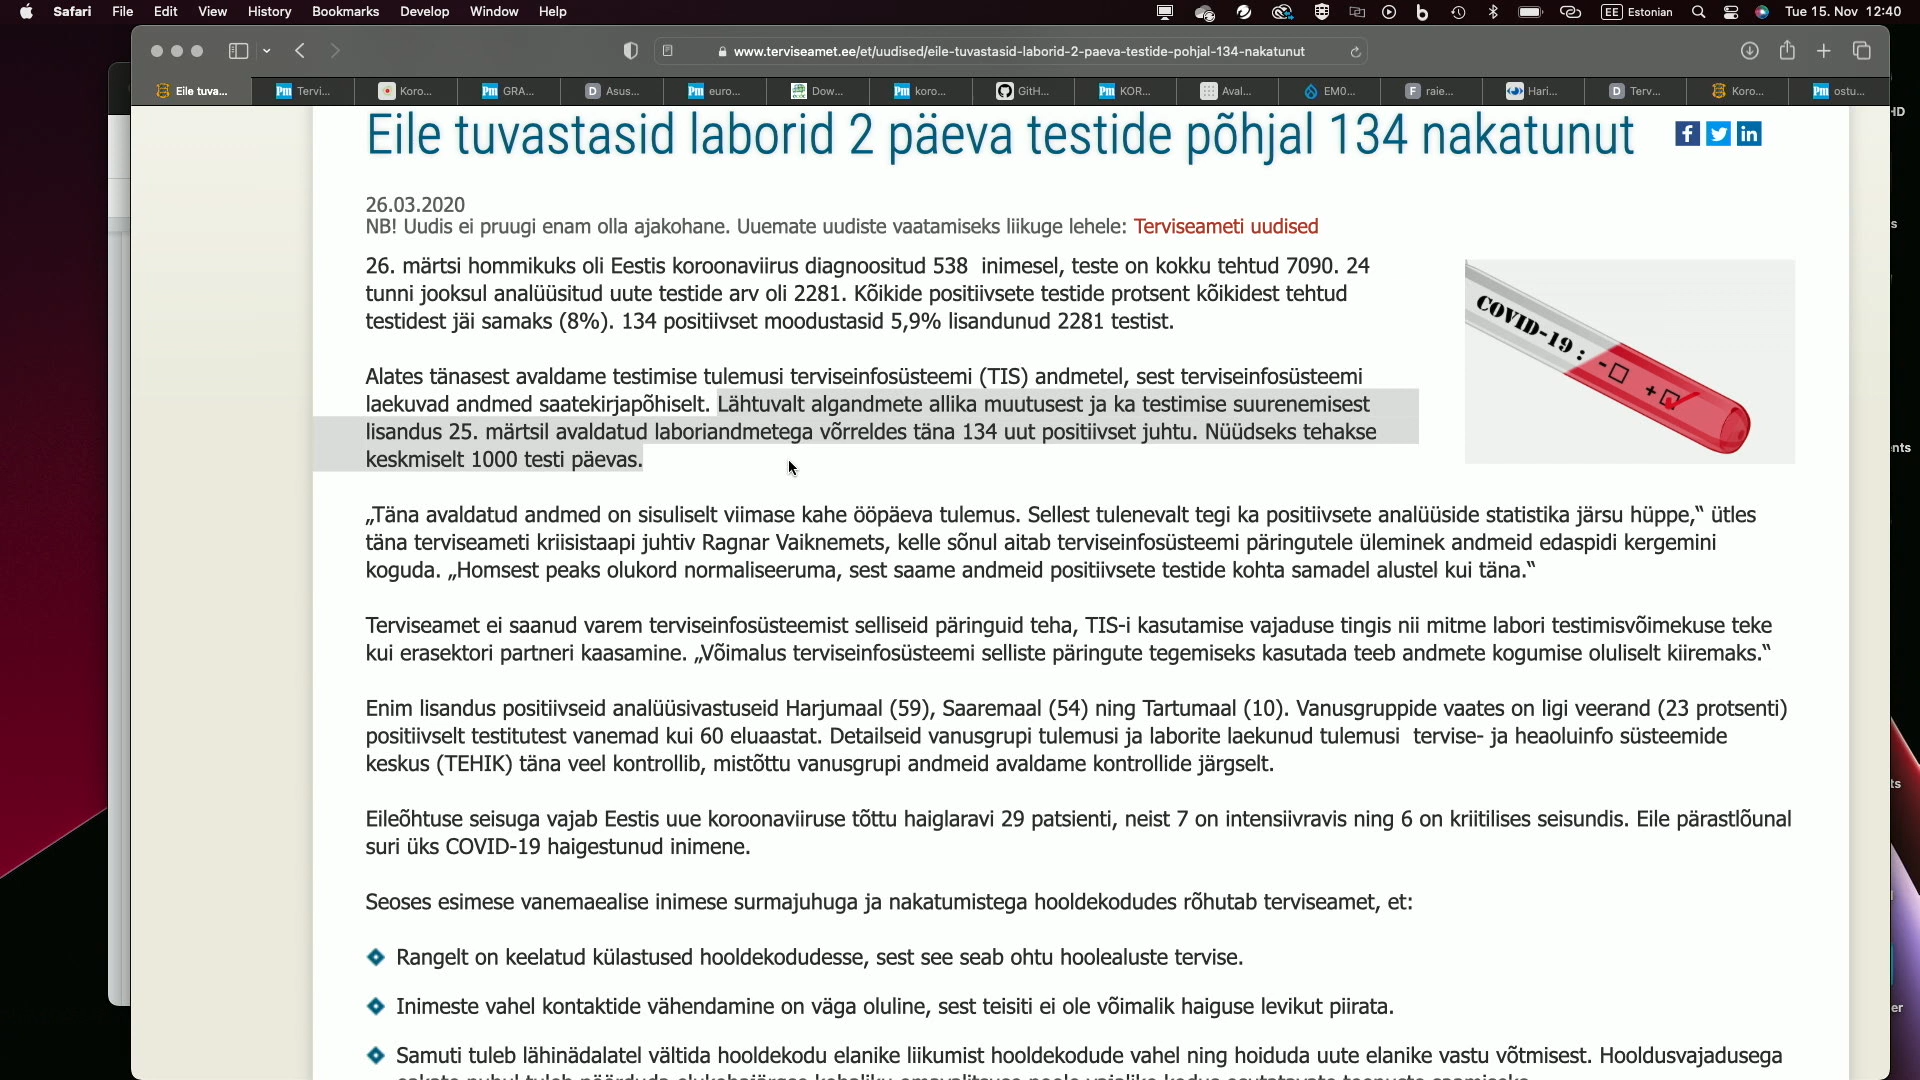 Safari File Edit View History Bookmarks Develop Window Help
EE Estonian Tue 15. Nov 12:40
www.terviseamet.ee/et/uudised/eile-tuvastasid-laborid-2-paeva-testide-pohjal-134-nakatunut
Eile tuva... Pm Tervi... Koro... Pm GRA... D Asus... Pm euro... Dow... Pm koro... GitH... Pm KOR... Aval... EM0... F raie... Hari... D Terv... Koro... Pm ostu...
Eile tuvastasid laborid 2 päeva testide põhjal 134 nakatunut
26.03.2020
NB! Uudis ei pruugi enam olla ajakohane. Uuemate uudiste vaatamiseks liikuge lehele: Terviseameti uudised
26. märtsi hommikuks oli Eestis koroonaviirus diagnoositud 538 inimesel, teste on kokku tehtud 7090. 24
tunni jooksul analüüsitud uute testide arv oli 2281. Kõikide positiivsete testide protsent kõikidest tehtud
testidest jäi samaks (8%). 134 positiivset moodustasid 5,9% lisandunud 2281 testist.
COVID-19 : - +
Alates tänasest avaldame testimise tulemusi terviseinfosüsteemi (TIS) andmetel, sest terviseinfosüsteemi
laekuvad andmed saatekirjapõhiselt. Lähtuvalt algandmete allika muutusest ja ka testimise suurenemisest
lisandus 25. märtsil avaldatud laboriandmetega võrreldes täna 134 uut positiivset juhtu. Nüüdseks tehakse
keskmiselt 1000 testi päevas.
„Täna avaldatud andmed on sisuliselt viimase kahe ööpäeva tulemus. Sellest tulenevalt tegi ka positiivsete analüüside statistika järsu hüppe,“ ütles
täna terviseameti kriisistaapi juhtiv Ragnar Vaiknemets, kelle sõnul aitab terviseinfosüsteemi päringutele üleminek andmeid edaspidi kergemini
koguda. „Homsest peaks olukord normaliseeruma, sest saame andmeid positiivsete testide kohta samadel alustel kui täna.“
Terviseamet ei saanud varem terviseinfosüsteemist selliseid päringuid teha, TIS-i kasutamise vajaduse tingis nii mitme labori testimisvõimekuse teke
kui erasektori partneri kaasamine. „Võimalus terviseinfosüsteemi selliste päringute tegemiseks kasutada teeb andmete kogumise oluliselt kiiremaks.“
Enim lisandus positiivseid analüüsivastuseid Harjumaal (59), Saaremaal (54) ning Tartumaal (10). Vanusgruppide vaates on ligi veerand (23 protsenti)
positiivselt testitutest vanemad kui 60 eluaastat. Detailseid vanusgrupi tulemusi ja laborite laekunud tulemusi tervise- ja heaoluinfo süsteemide
keskus (TEHIK) täna veel kontrollib, mistõttu vanusgrupi andmeid avaldame kontrollide järgselt.
Eileõhtuse seisuga vajab Eestis uue koroonaviiruse tõttu haiglaravi 29 patsienti, neist 7 on intensiivravis ning 6 on kriitilises seisundis. Eile pärastlõunal
suri üks COVID-19 haigestunud inimene.
Seoses esimese vanemaealise inimese surmajuhuga ja nakatumistega hooldekodudes rõhutab terviseamet, et:
Rangelt on keelatud külastused hooldekodudesse, sest see seab ohtu hoolealuste tervise.
Inimeste vahel kontaktide vähendamine on väga oluline, sest teisiti ei ole võimalik haiguse levikut piirata.
Samuti tuleb lähinädalatel vältida hooldekodu elanike liikumist hooldekodude vahel ning hoiduda uute elanike vastu võtmisest. Hooldusvajadusega